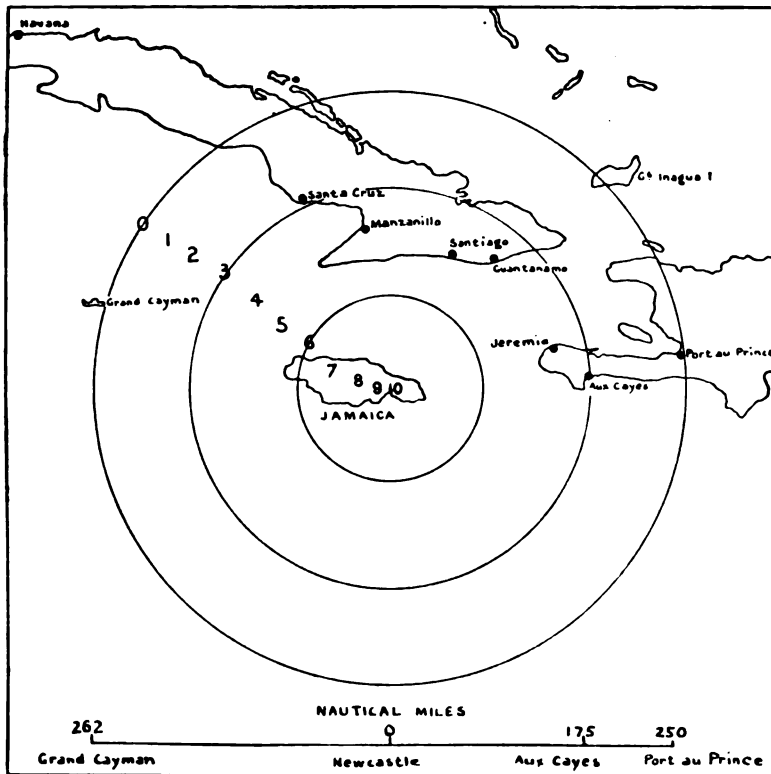 Havana
Gt Inagua I
Santa Cruz
0
Manzanillo
1
Santiago
2
Guantanamo
3
Grand Cayman
4
5
6
Jeremia
Port au Prince
7
8
9
10
Aux Cayes
JAMAICA
NAUTICAL MILES
262 0 175 250
Grand Cayman Newcastle Aux Cayes Port au Prince